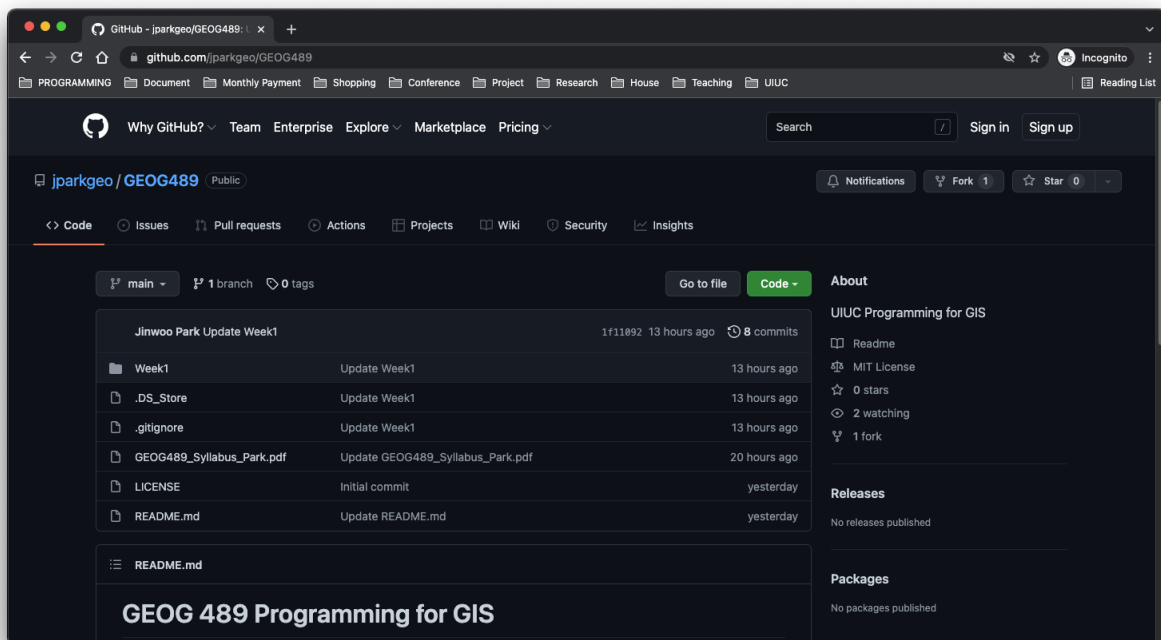 GitHub - jparkgeo/GEOG489: U
github.com/jparkgeo/GEOG489
Incognito
PROGRAMMING Document Monthly Payment Shopping Conference Project Research House Teaching UIUC Reading List
Why GitHub? Team Enterprise Explore Marketplace Pricing Search / Sign in Sign up
jparkgeo / GEOG489 Public Notifications Fork 1 Star 0
<> Code Issues Pull requests Actions Projects Wiki Security Insights
main 1 branch 0 tags Go to file Code
Jinwoo Park Update Week1 1f11092 13 hours ago 8 commits
Week1 Update Week1 13 hours ago
.DS_Store Update Week1 13 hours ago
.gitignore Update Week1 13 hours ago
GEOG489_Syllabus_Park.pdf Update GEOG489_Syllabus_Park.pdf 20 hours ago
LICENSE Initial commit yesterday
README.md Update README.md yesterday
README.md
GEOG 489 Programming for GIS
About
UIUC Programming for GIS
Readme
MIT License
0 stars
2 watching
1 fork
Releases
No releases published
Packages
No packages published